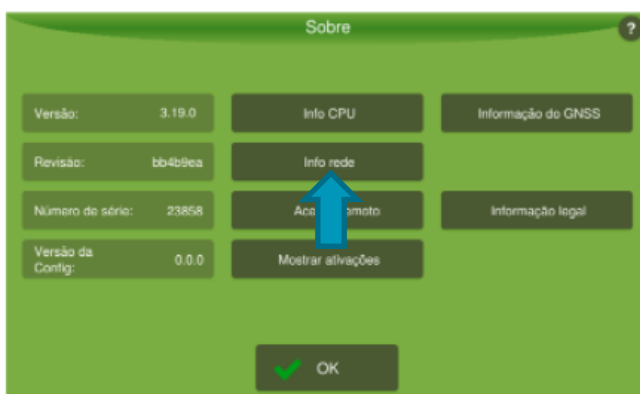 Sobre
?
Versão: 3.19.0
Info CPU
Informação do GNSS
Revisão: bb4b9ea
Info rede
Número de série: 23858
Informação legal
Versão da
Config: 0.0.0
Mostrar ativações
OK